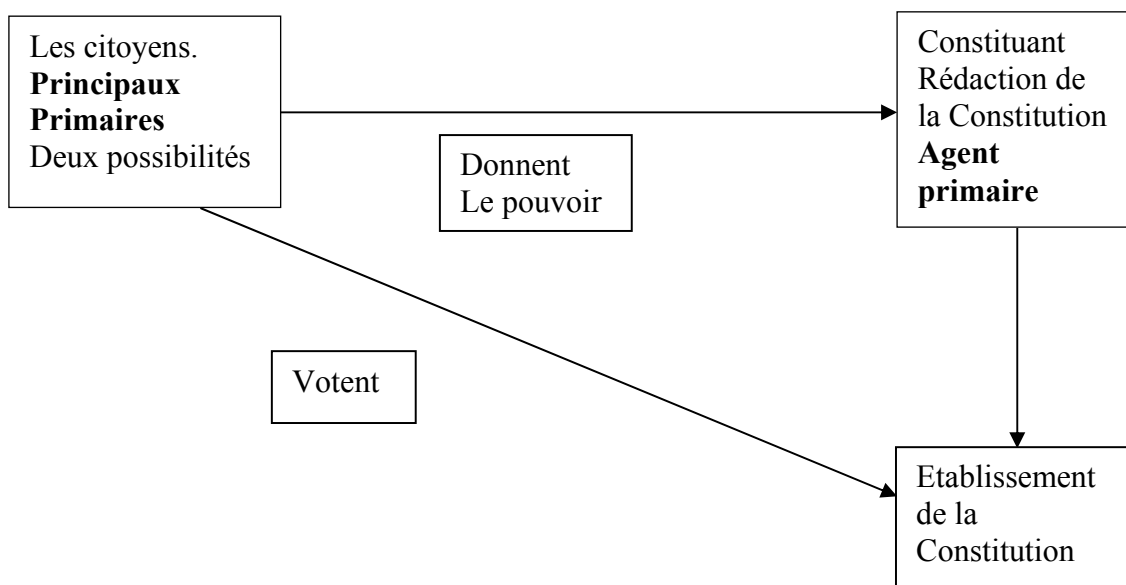 Les citoyens.
Principaux
Primaires
Deux possibilités
Constituant
Rédaction de
la Constitution
Agent
primaire
Donnent
Le pouvoir
Votent
Etablissement
de la
Constitution